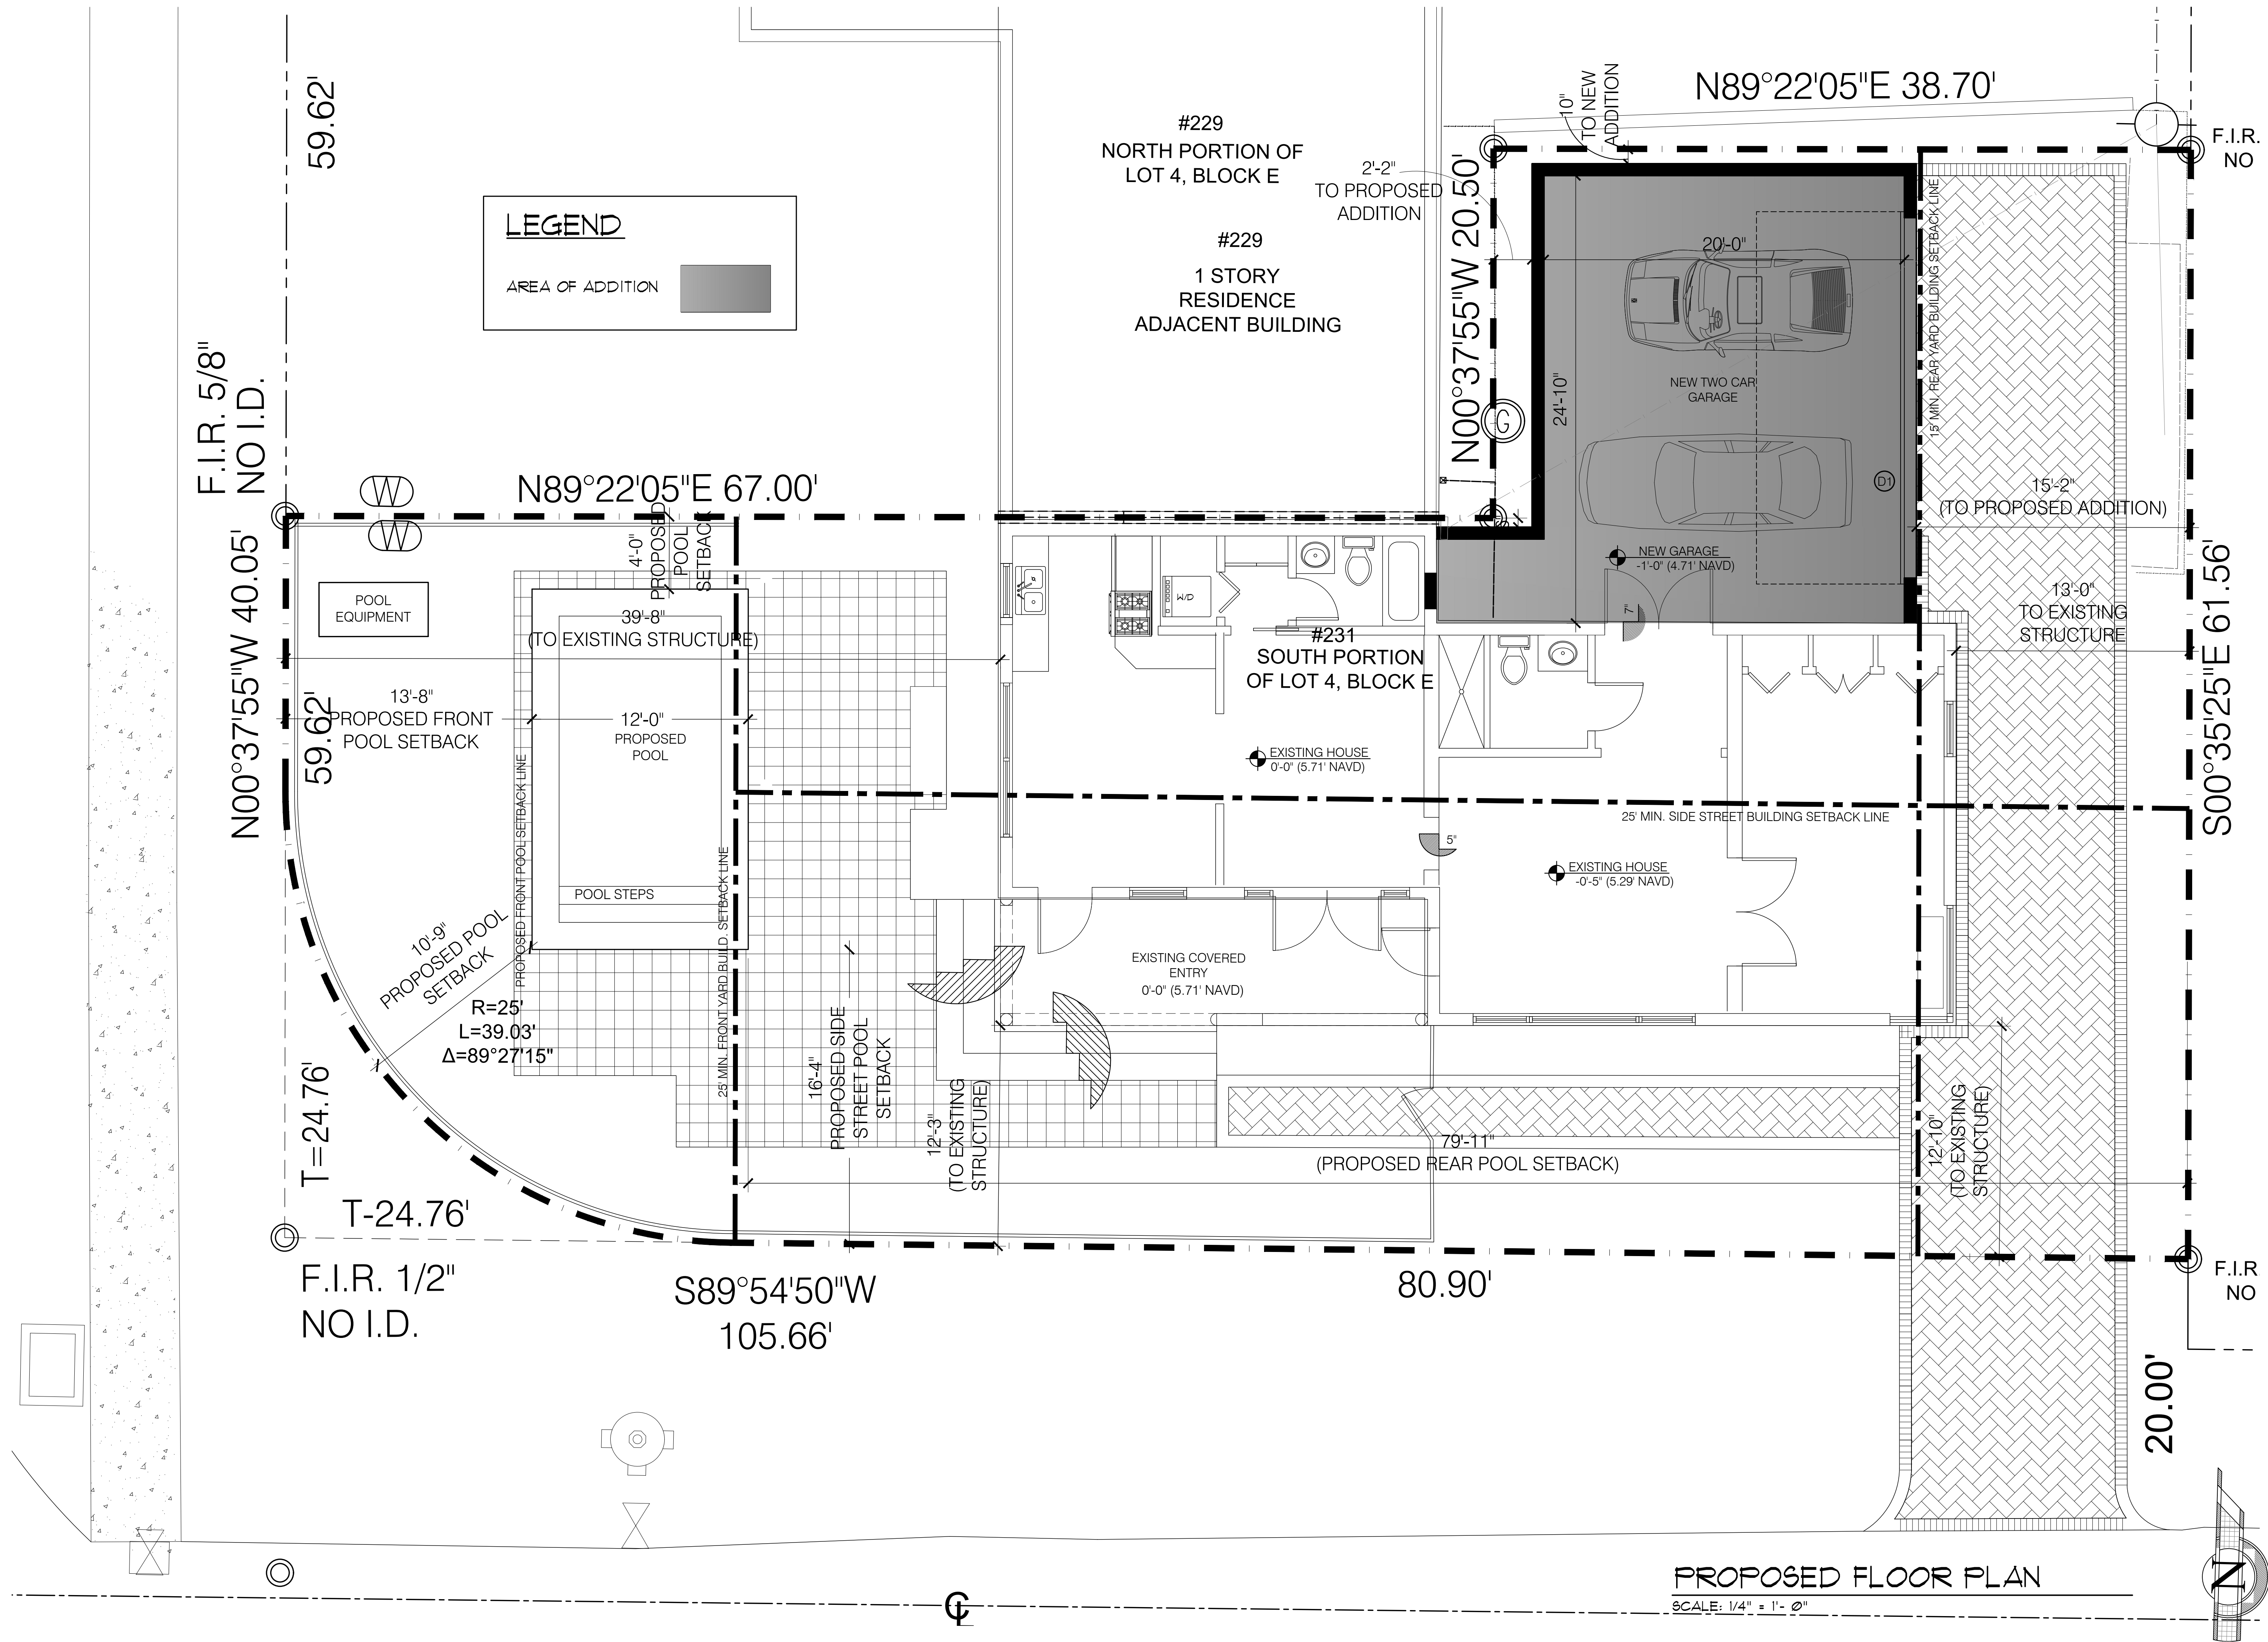 N89°22'05"E 38.70'
59.62'
10"
TO NEW
ADDITION
F.I.R.
NO
#229
NORTH PORTION OF
LOT 4, BLOCK E
2'-2"
TO PROPOSED
ADDITION
N00°37'55"W 20.50'
LEGEND
AREA OF ADDITION
#229
1 STORY
RESIDENCE
ADJACENT BUILDING
20'-0"
15' MIN. REAR YARD BUILDING SETBACK LINE
F.I.R. 5/8"
NO I.D.
24'-10"
NEW TWO CAR
GARAGE
G
D1
W
W
N89°22'05"E 67.00'
4'-0"
PROPOSED
POOL
SETBACK
15'-2"
(TO PROPOSED ADDITION)
NEW GARAGE
-1'-0" (4.71' NAVD)
N00°37'55"W 40.05'
POOL
EQUIPMENT
39'-8"
(TO EXISTING STRUCTURE)
W/D
7"
13'-0"
TO EXISTING
STRUCTURE
S00°35'25"E 61.56'
#231
SOUTH PORTION
OF LOT 4, BLOCK E
59.62'
13'-8"
PROPOSED FRONT
POOL SETBACK
12'-0"
PROPOSED
POOL
EXISTING HOUSE
0'-0" (5.71' NAVD)
PROPOSED FRONT POOL SETBACK LINE
25' MIN. SIDE STREET BUILDING SETBACK LINE
5"
EXISTING HOUSE
-0'-5" (5.29' NAVD)
POOL STEPS
25' MIN. FRONT YARD BUILD. SETBACK LINE
10'-9"
PROPOSED POOL
SETBACK
EXISTING COVERED
ENTRY
0'-0" (5.71' NAVD)
R=25'
L=39.03'
Δ=89°27'15"
T=24.76'
16'-4"
PROPOSED SIDE
STREET POOL
SETBACK
12'-3"
(TO EXISTING
STRUCTURE)
79'-11"
(PROPOSED REAR POOL SETBACK)
12'-10"
(TO EXISTING
STRUCTURE)
T-24.76'
F.I.R. 1/2"
NO I.D.
S89°54'50"W
105.66'
80.90'
F.I.R
NO
20.00'
PROPOSED FLOOR PLAN
SCALE: 1/4" = 1'- 0"
N